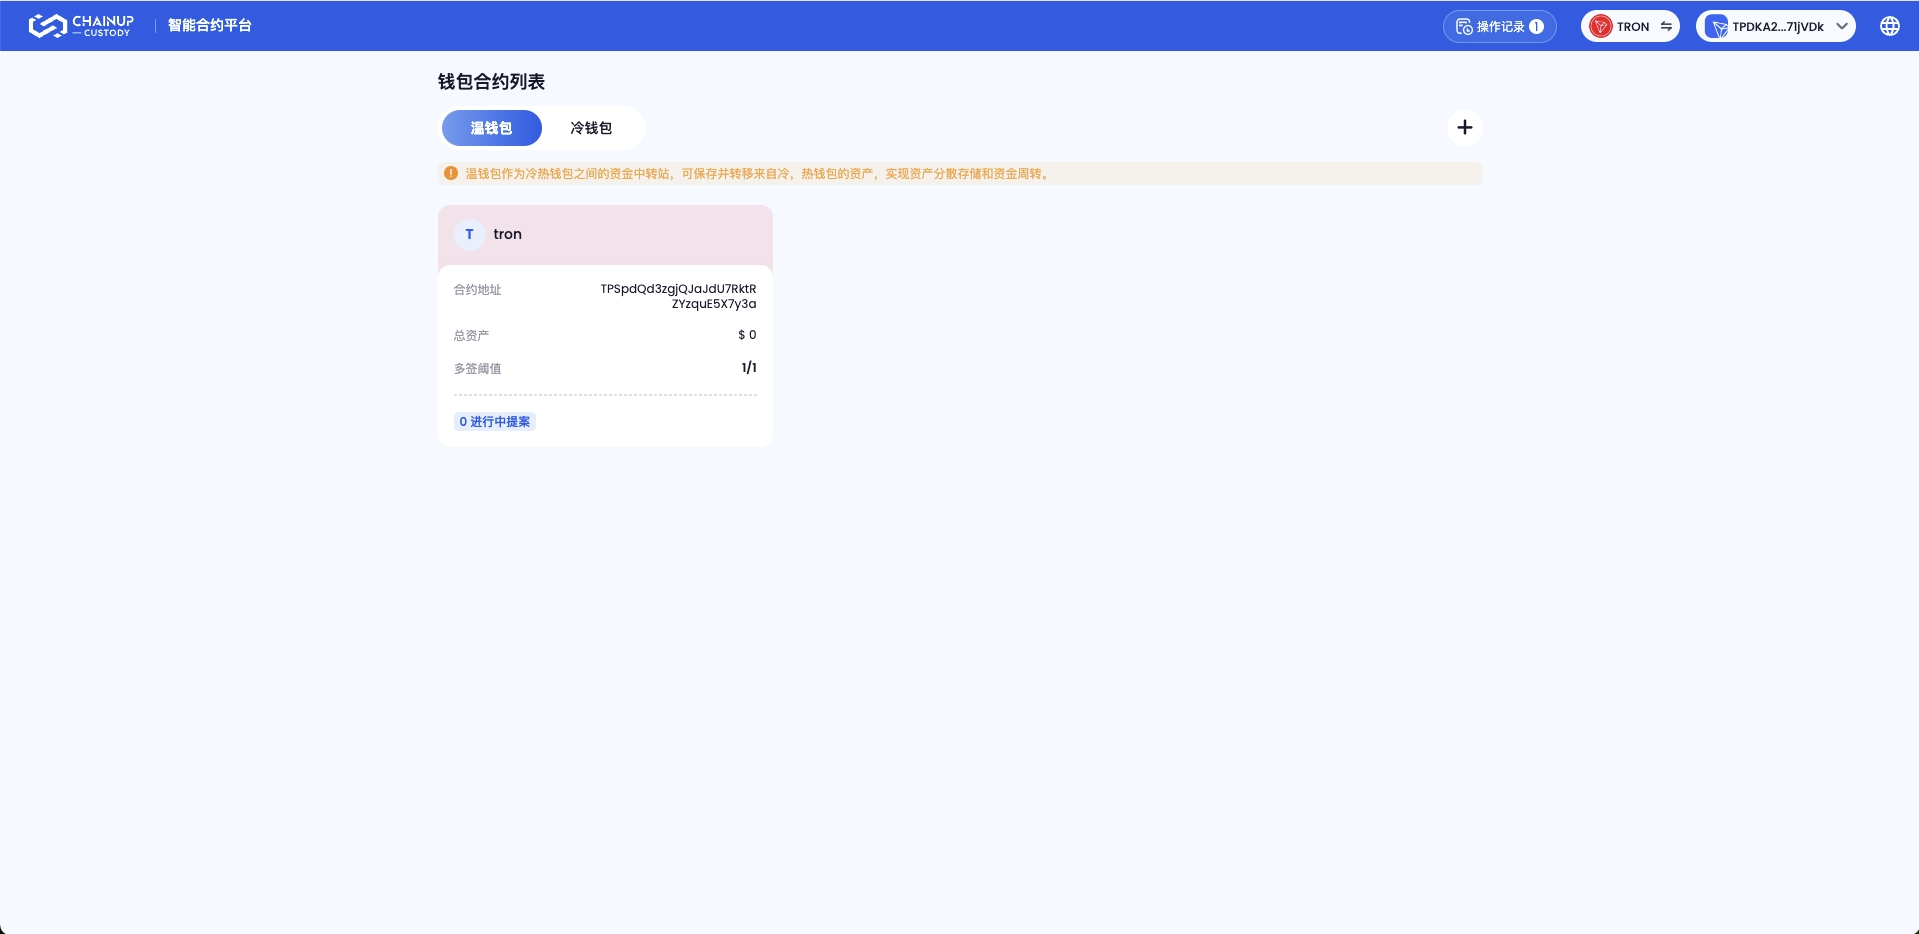 CHAINUP
CUSTODY
智能合约平台
操作记录 1
TRON
TPDKA2...71jVDk
钱包合约列表
温钱包
冷钱包
温钱包作为冷热钱包之间的资金中转站，可保存并转移来自冷，热钱包的资产，实现资产分散存储和资金周转。
T tron
合约地址
TPSpdQd3zgjQJaJdU7RktR
ZYzquE5X7y3a
总资产
$ 0
多签阈值
1/1
0 进行中提案